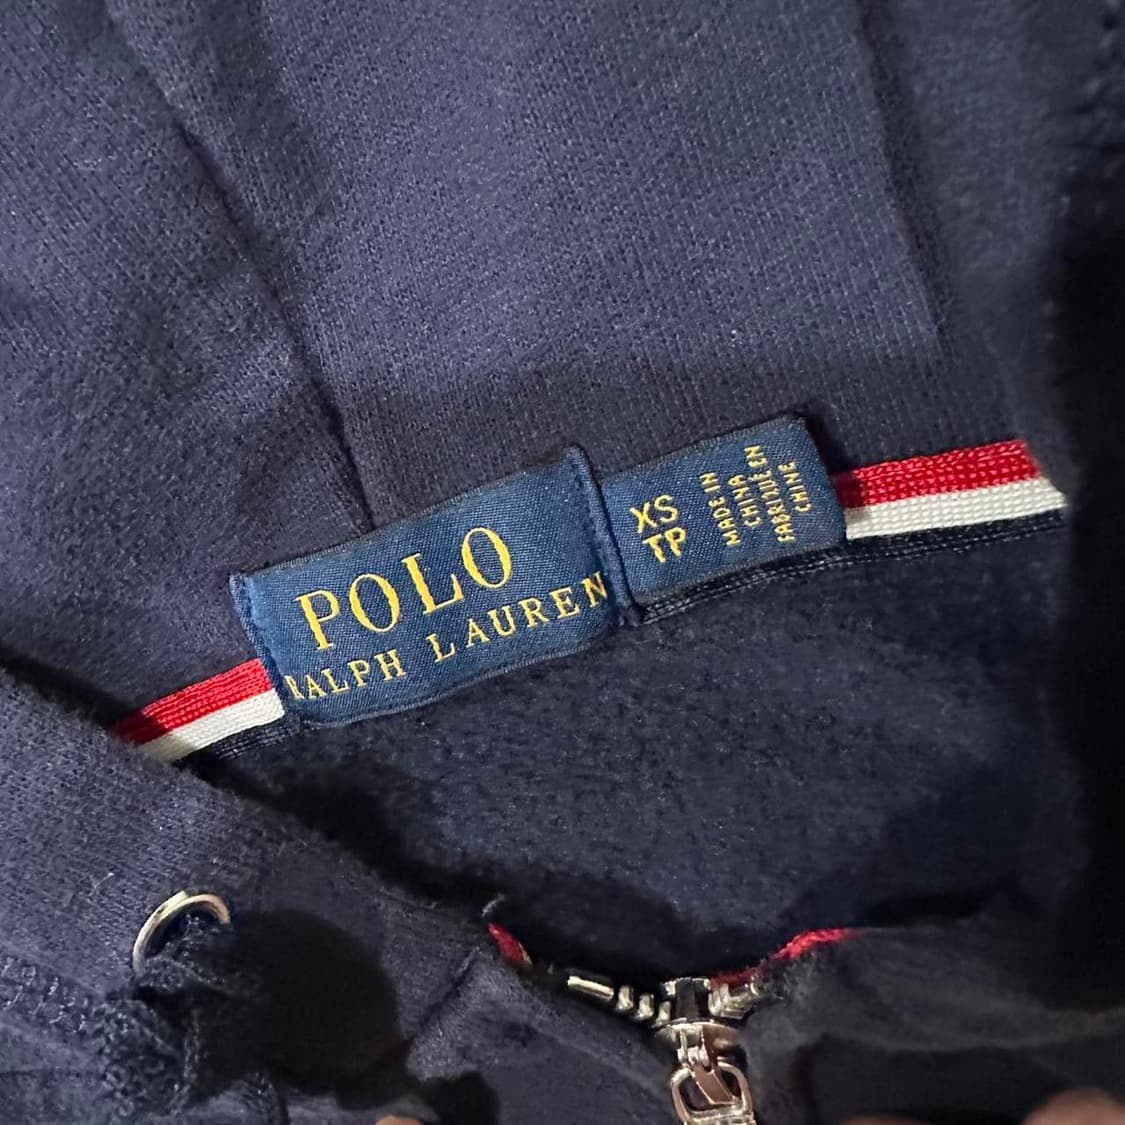 POLO
RALPH LAUREN
XS
TP
MADE IN
CHINA
FABRIQUÉ EN
CHINE